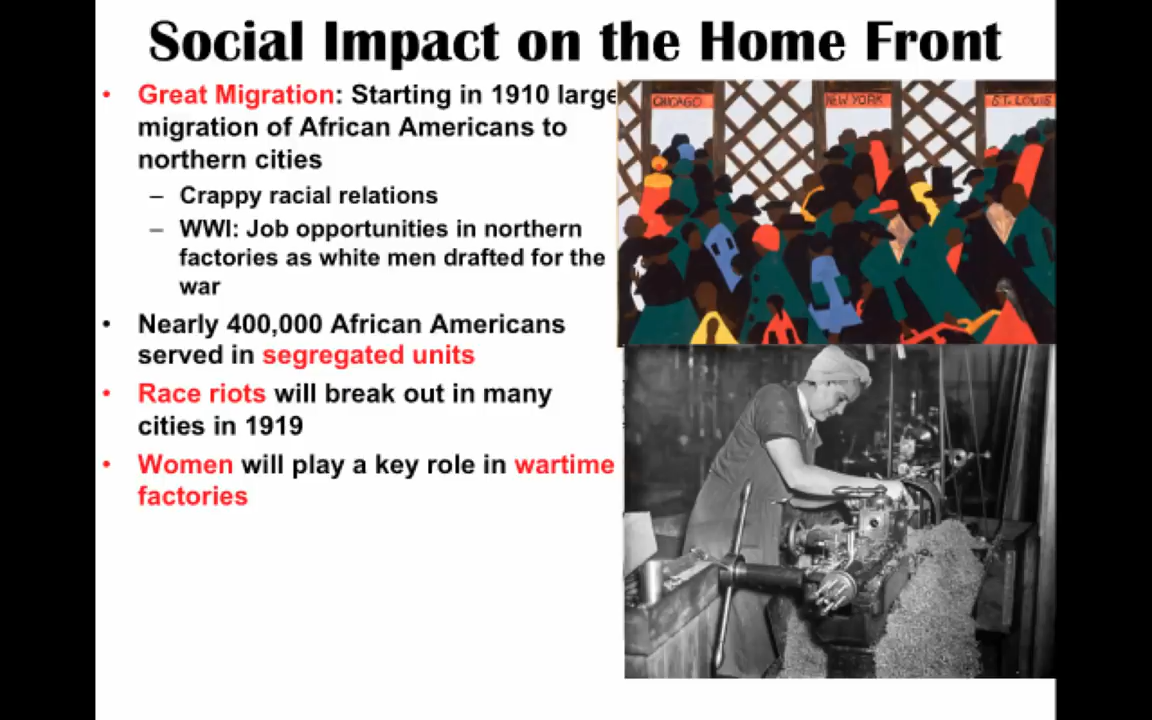 Social Impact on the Home Front
• Great Migration: Starting in 1910 large
migration of African Americans to
northern cities
– Crappy racial relations
– WWI: Job opportunities in northern
factories as white men drafted for the
war
• Nearly 400,000 African Americans
served in segregated units
• Race riots will break out in many
cities in 1919
• Women will play a key role in wartime
factories
CHICAGO
NEW YORK
ST. LOUIS